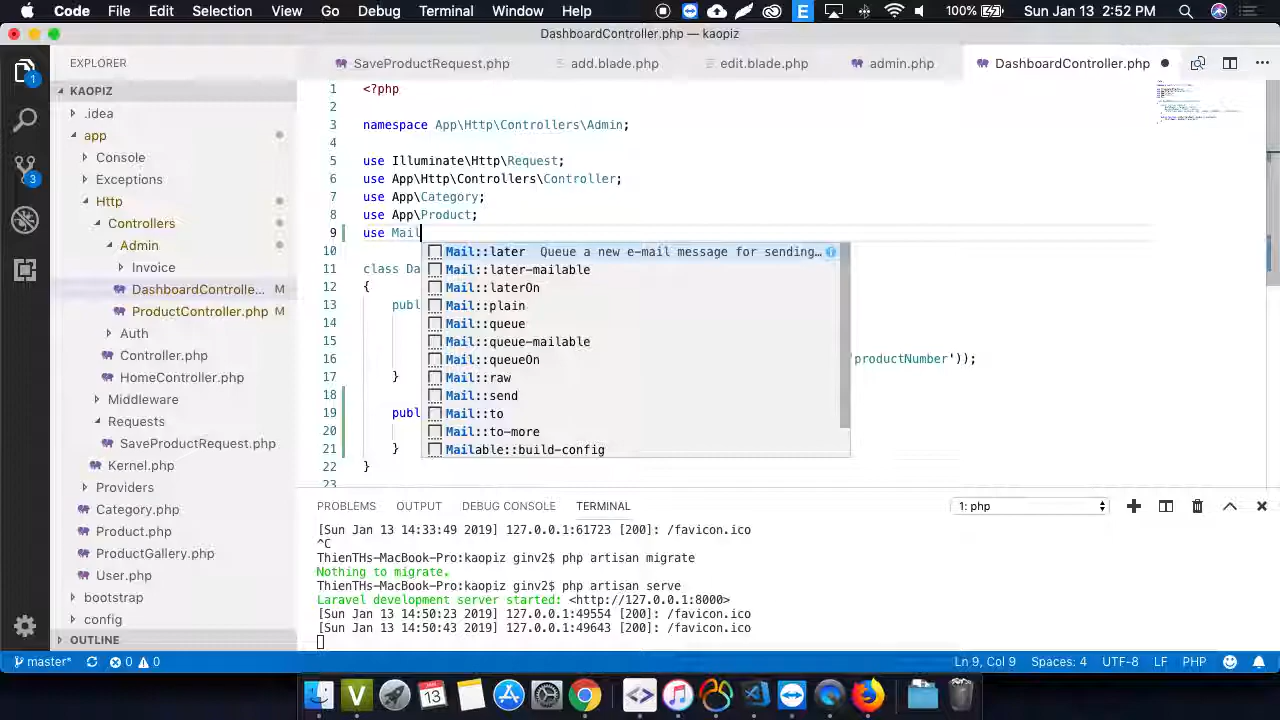 Code File Edit Selection View Go Debug Terminal Window Help 100% Sun Jan 13 2:52 PM
DashboardController.php — kaopiz
EXPLORER
SaveProductRequest.php add.blade.php edit.blade.php admin.php DashboardController.php
KAOPIZ
.idea
app
Console
Exceptions
Http
Controllers
Admin
Invoice
DashboardControlle... M
ProductController.php M
Auth
Controller.php
HomeController.php
Middleware
Requests
SaveProductRequest.php
Kernel.php
Providers
Category.php
Product.php
ProductGallery.php
User.php
bootstrap
config
OUTLINE
1 <?php
2
3 namespace App\Http\Controllers\Admin;
4
5 use Illuminate\Http\Request;
6 use App\Http\Controllers\Controller;
7 use App\Category;
8 use App\Product;
9 use Mail
10
11 class Da
12 {
13 publ
14
15
16 'productNumber'));
17 }
18
19 publ
20
21 }
22 }
23
Mail::later Queue a new e-mail message for sending…
Mail::later-mailable
Mail::laterOn
Mail::plain
Mail::queue
Mail::queue-mailable
Mail::queueOn
Mail::raw
Mail::send
Mail::to
Mail::to-more
Mailable::build-config
PROBLEMS OUTPUT DEBUG CONSOLE TERMINAL 1: php
[Sun Jan 13 14:33:49 2019] 127.0.0.1:61723 [200]: /favicon.ico
^C
ThienTHs-MacBook-Pro:kaopiz ginv2$ php artisan migrate
Nothing to migrate.
ThienTHs-MacBook-Pro:kaopiz ginv2$ php artisan serve
Laravel development server started: <http://127.0.0.1:8000>
[Sun Jan 13 14:50:23 2019] 127.0.0.1:49554 [200]: /favicon.ico
[Sun Jan 13 14:50:43 2019] 127.0.0.1:49643 [200]: /favicon.ico
master* 0 0 Ln 9, Col 9 Spaces: 4 UTF-8 LF PHP